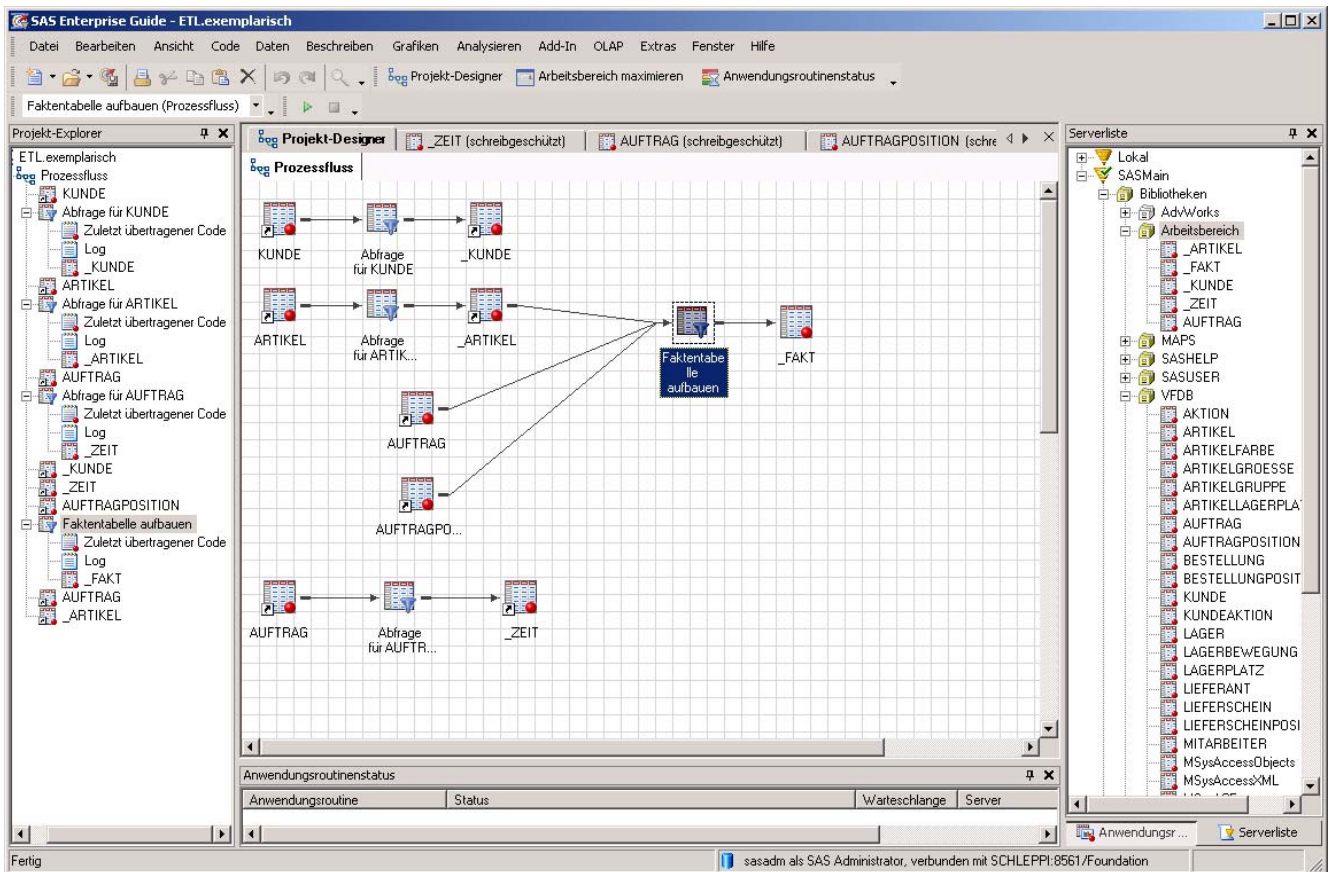 SAS Enterprise Guide - ETL.exemplarisch
Datei Bearbeiten Ansicht Code Daten Beschreiben Grafiken Analysieren Add-In OLAP Extras Fenster Hilfe
Projekt-Designer Arbeitsbereich maximieren Anwendungsroutinenstatus
Faktentabelle aufbauen (Prozessfluss)
Projekt-Explorer
ETL.exemplarisch
Prozessfluss
KUNDE
Abfrage für KUNDE
Zuletzt übertragener Code
Log
_KUNDE
ARTIKEL
Abfrage für ARTIKEL
Zuletzt übertragener Code
Log
_ARTIKEL
AUFTRAG
Abfrage für AUFTRAG
Zuletzt übertragener Code
Log
_ZEIT
_KUNDE
_ZEIT
AUFTRAGPOSITION
Faktentabelle aufbauen
Zuletzt übertragener Code
Log
_FAKT
AUFTRAG
_ARTIKEL
Projekt-Designer _ZEIT (schreibgeschützt) AUFTRAG (schreibgeschützt) AUFTRAGPOSITION (schre
Prozessfluss
KUNDE
Abfrage
für KUNDE
_KUNDE
ARTIKEL
Abfrage
für ARTIK...
_ARTIKEL
Faktentabe
lle
aufbauen
_FAKT
AUFTRAG
AUFTRAGPO...
AUFTRAG
Abfrage
für AUFTR...
_ZEIT
Anwendungsroutinenstatus
Anwendungsroutine Status Warteschlange Server
Serverliste
Lokal
SASMain
Bibliotheken
AdvWorks
Arbeitsbereich
_ARTIKEL
_FAKT
_KUNDE
_ZEIT
AUFTRAG
MAPS
SASHELP
SASUSER
VFDB
AKTION
ARTIKEL
ARTIKELFARBE
ARTIKELGROESSE
ARTIKELGRUPPE
ARTIKELLAGERPLA
AUFTRAG
AUFTRAGPOSITION
BESTELLUNG
BESTELLUNGPOSIT
KUNDE
KUNDEAKTION
LAGER
LAGERBEWEGUNG
LAGERPLATZ
LIEFERANT
LIEFERSCHEIN
LIEFERSCHEINPOSI
MITARBEITER
MSysAccessObjects
MSysAccessXML
Anwendungsr ... Serverliste
Fertig
sasadm als SAS Administrator, verbunden mit SCHLEPPI:8561/Foundation